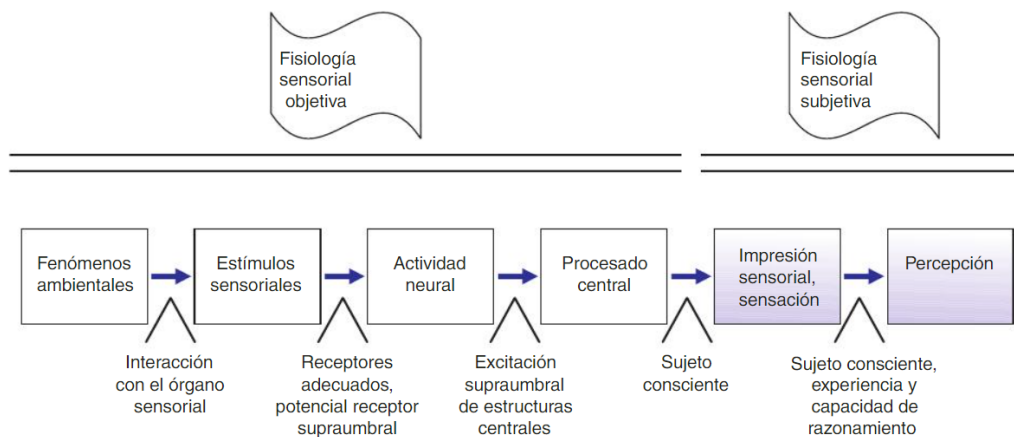 Fisiología
sensorial
objetiva
Fisiología
sensorial
subjetiva
Fenómenos
ambientales
Estímulos
sensoriales
Actividad
neural
Procesado
central
Impresión
sensorial,
sensación
Percepción
Interacción
con el órgano
sensorial
Receptores
adecuados,
potencial receptor
supraumbral
Excitación
supraumbral
de estructuras
centrales
Sujeto
consciente
Sujeto consciente,
experiencia y
capacidad de
razonamiento